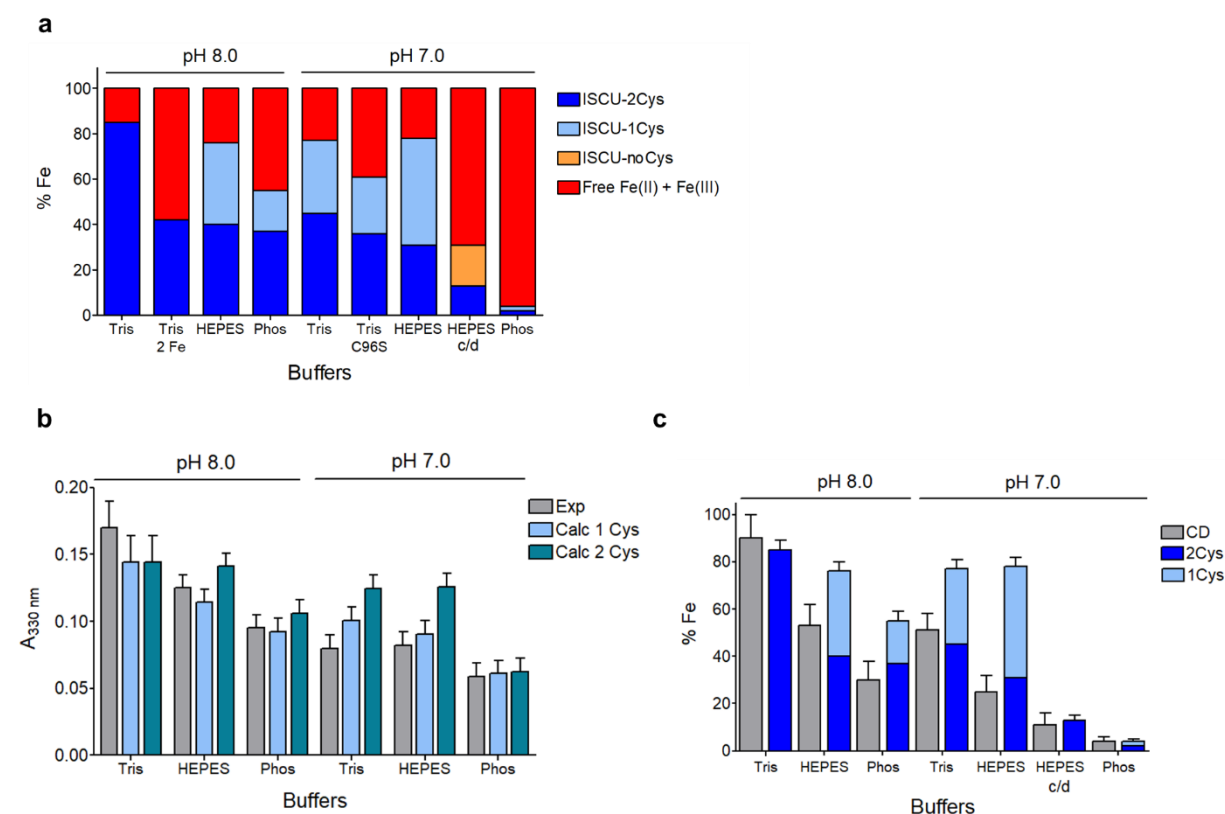 a
pH 8.0 pH 7.0
100
80
60
40
20
0
% Fe
Tris Tris HEPES Phos Tris Tris HEPES HEPES Phos
2 Fe C96S c/d
Buffers
ISCU-2Cys
ISCU-1Cys
ISCU-noCys
Free Fe(II) + Fe(III)
b
pH 8.0 pH 7.0
0.20
0.15
0.10
0.05
0.00
A330 nm
Tris HEPES Phos Tris HEPES Phos
Buffers
Exp
Calc 1 Cys
Calc 2 Cys
c
pH 8.0 pH 7.0
100
80
60
40
20
0
% Fe
Tris HEPES Phos Tris HEPES HEPES Phos
c/d
Buffers
CD
2Cys
1Cys